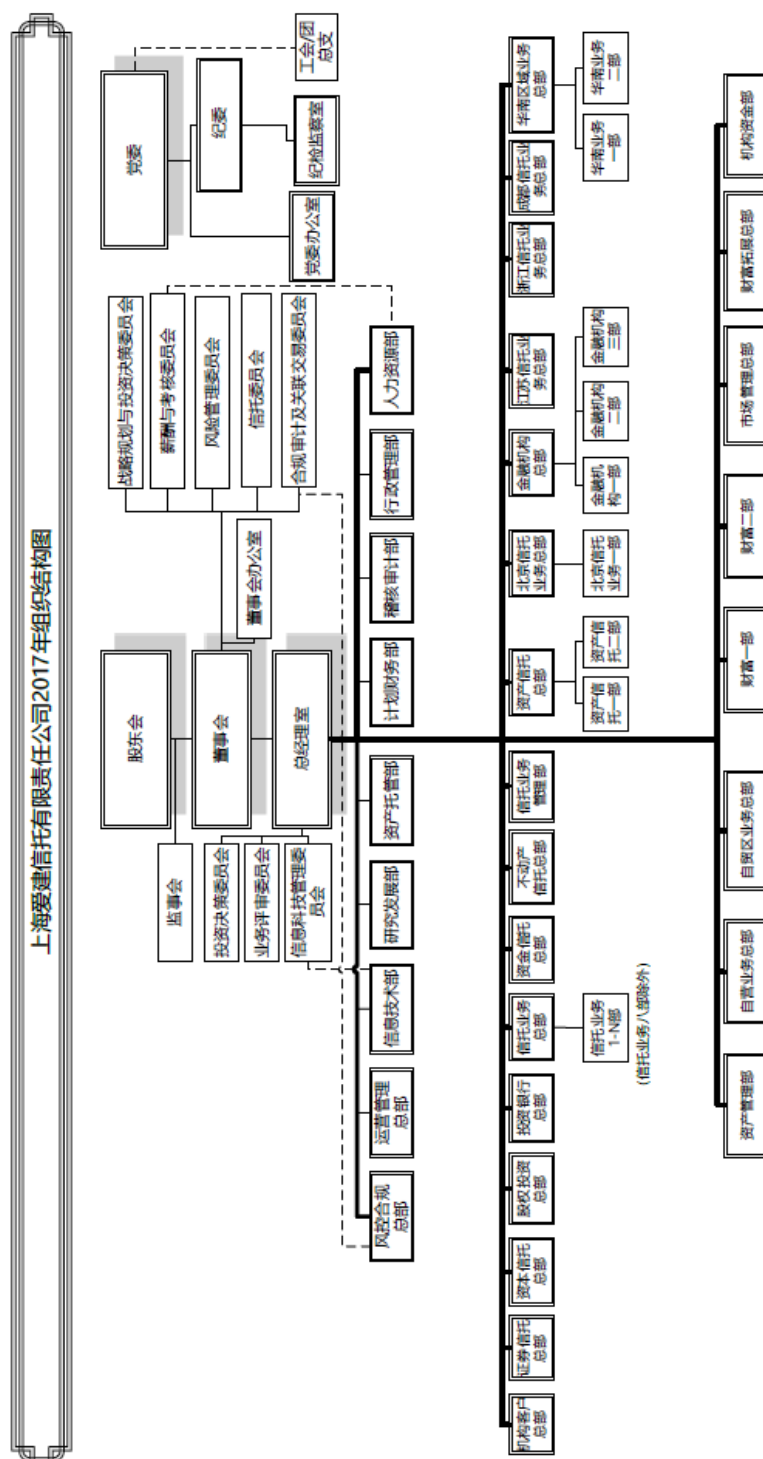 上海爱建信托有限责任公司2017年组织结构图
股东会
党委
监事会
战略规划与投资决策委员会
薪酬与考核委员会
风险管理委员会
信托委员会
合规审计及关联交易委员会
董事会
董事会办公室
纪委
工会/团
总支
党委办公室
纪检监察室
投资决策委员会
业务评审委员会
信息科技管理委
员会
总经理室
风控合规
总部
运营管理
总部
信息技术部
研究发展部
资产托管部
计划财务部
稽核审计部
行政管理部
人力资源部
机构客户
总部
证券信托
总部
资本信托
总部
股权投资
总部
投资银行
总部
信托业务
总部
资金信托
总部
不动产
信托总部
信托业务
管理部
资产信托
总部
北京信托
业务总部
金融机构
总部
江苏信托业
务总部
浙江信托业
务总部
成都信托业
务总部
华南区域业务
总部
信托业务
1-N部
(信托业务八部除外)
资产信
托一部
资产信
托二部
北京信托
业务一部
金融机
构一部
金融机构
二部
金融机构
三部
华南业务
一部
华南业务
二部
资产管理部
自营业务总部
自贸区业务总部
财富一部
财富二部
市场管理总部
财富拓展总部
机构资金部